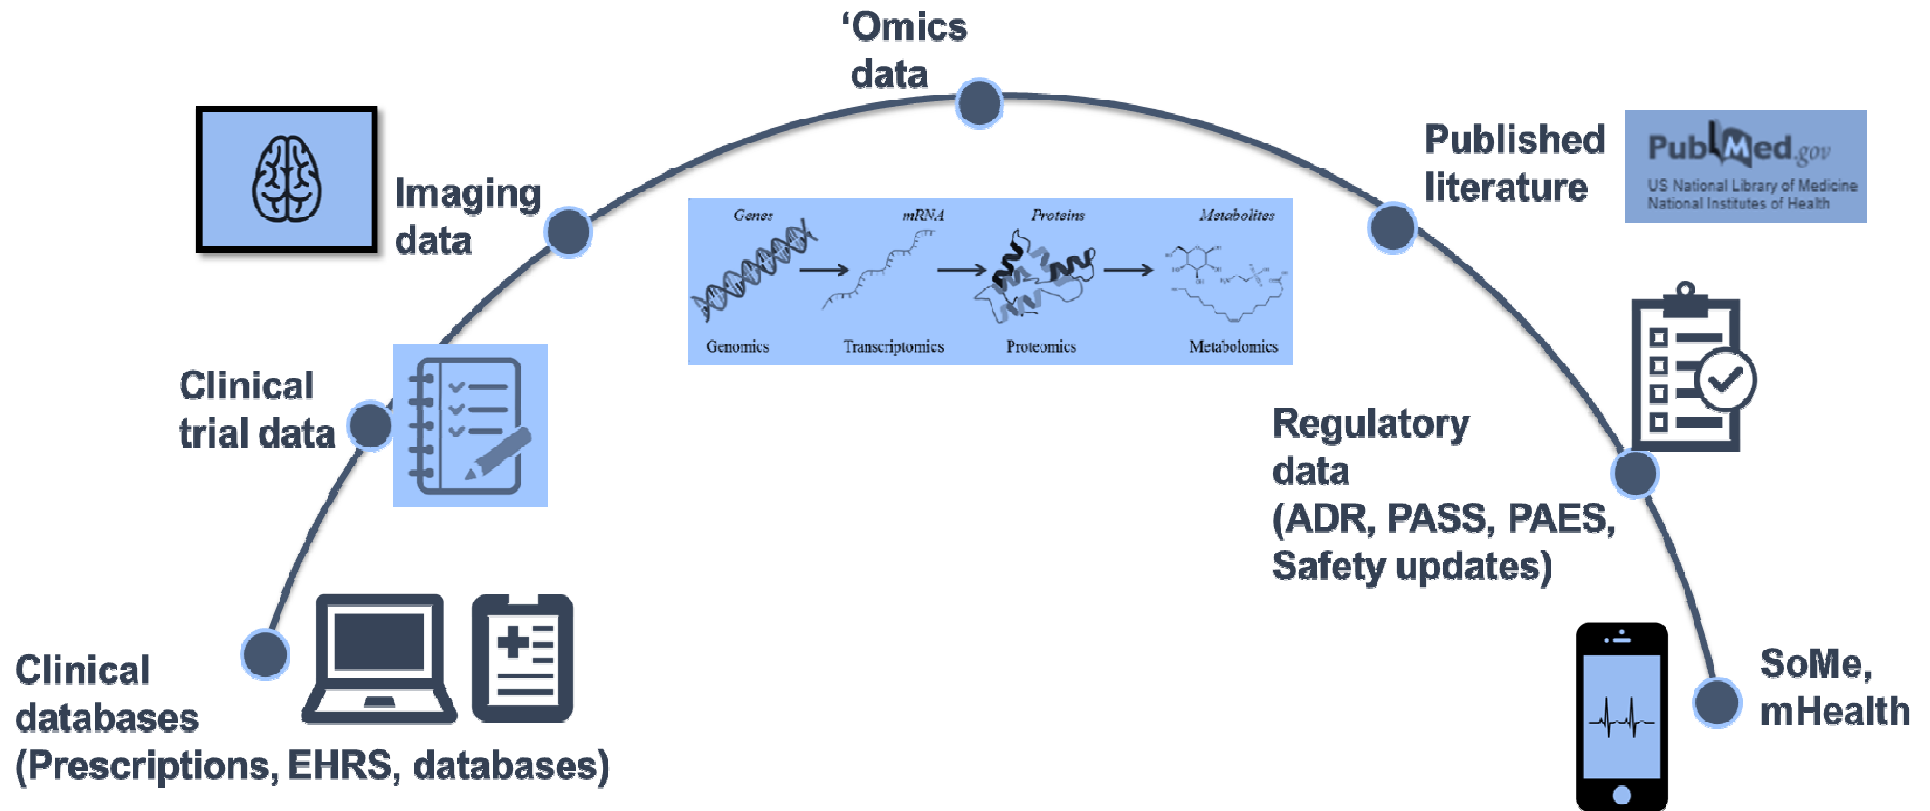 ‘Omics
data
Imaging
data
Published
literature
PubMed.gov
US National Library of Medicine
National Institutes of Health
Genes
mRNA
Proteins
Metabolites
Genomics
Transcriptomics
Proteomics
Metabolomics
Clinical
trial data
Regulatory
data
(ADR, PASS, PAES,
Safety updates)
Clinical
databases
(Prescriptions, EHRS, databases)
SoMe,
mHealth